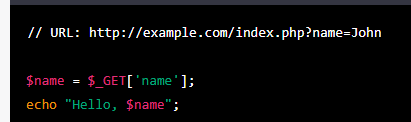 // URL: http://example.com/index.php?name=John
$name = $_GET['name'];
echo "Hello, $name";